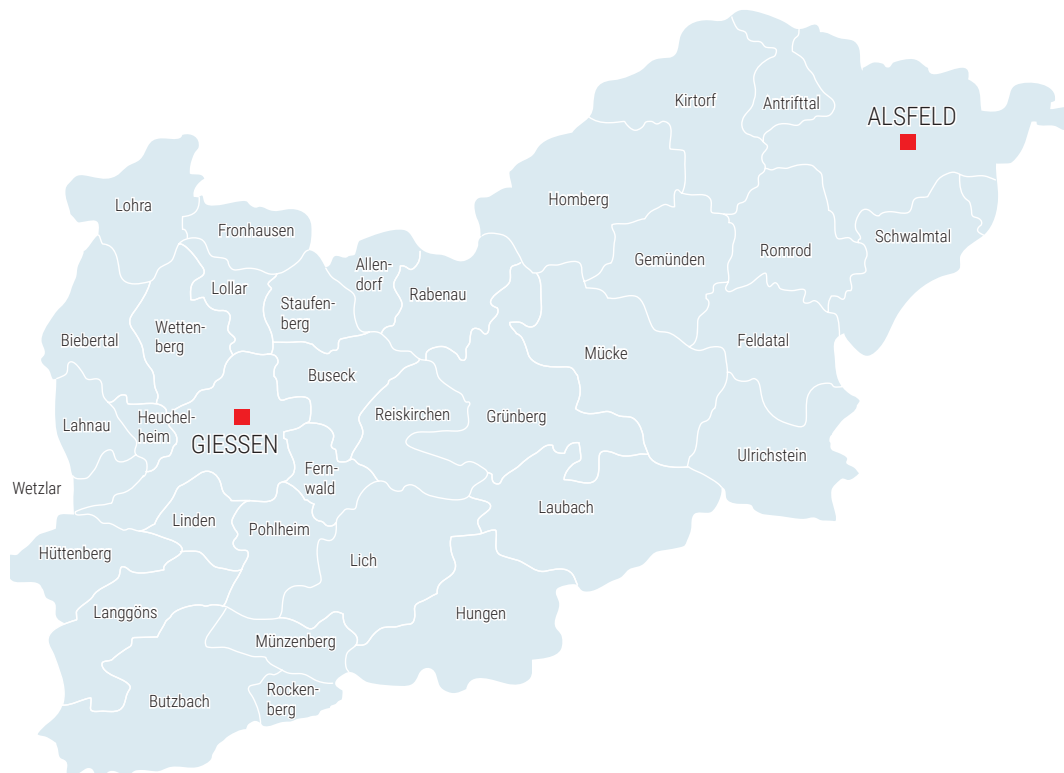 Kirtorf
Antrifttal
ALSFELD
Homberg
Lohra
Fronhausen
Schwalmtal
Romrod
Gemünden
Allen-
dorf
Rabenau
Lollar
Staufen-
berg
Wetten-
berg
Biebertal
Feldatal
Mücke
Buseck
Reiskirchen
Grünberg
Heuchel-
heim
Lahnau
GIESSEN
Ulrichstein
Fern-
wald
Wetzlar
Laubach
Linden
Pohlheim
Hüttenberg
Lich
Langgöns
Hungen
Münzenberg
Rocken-
berg
Butzbach